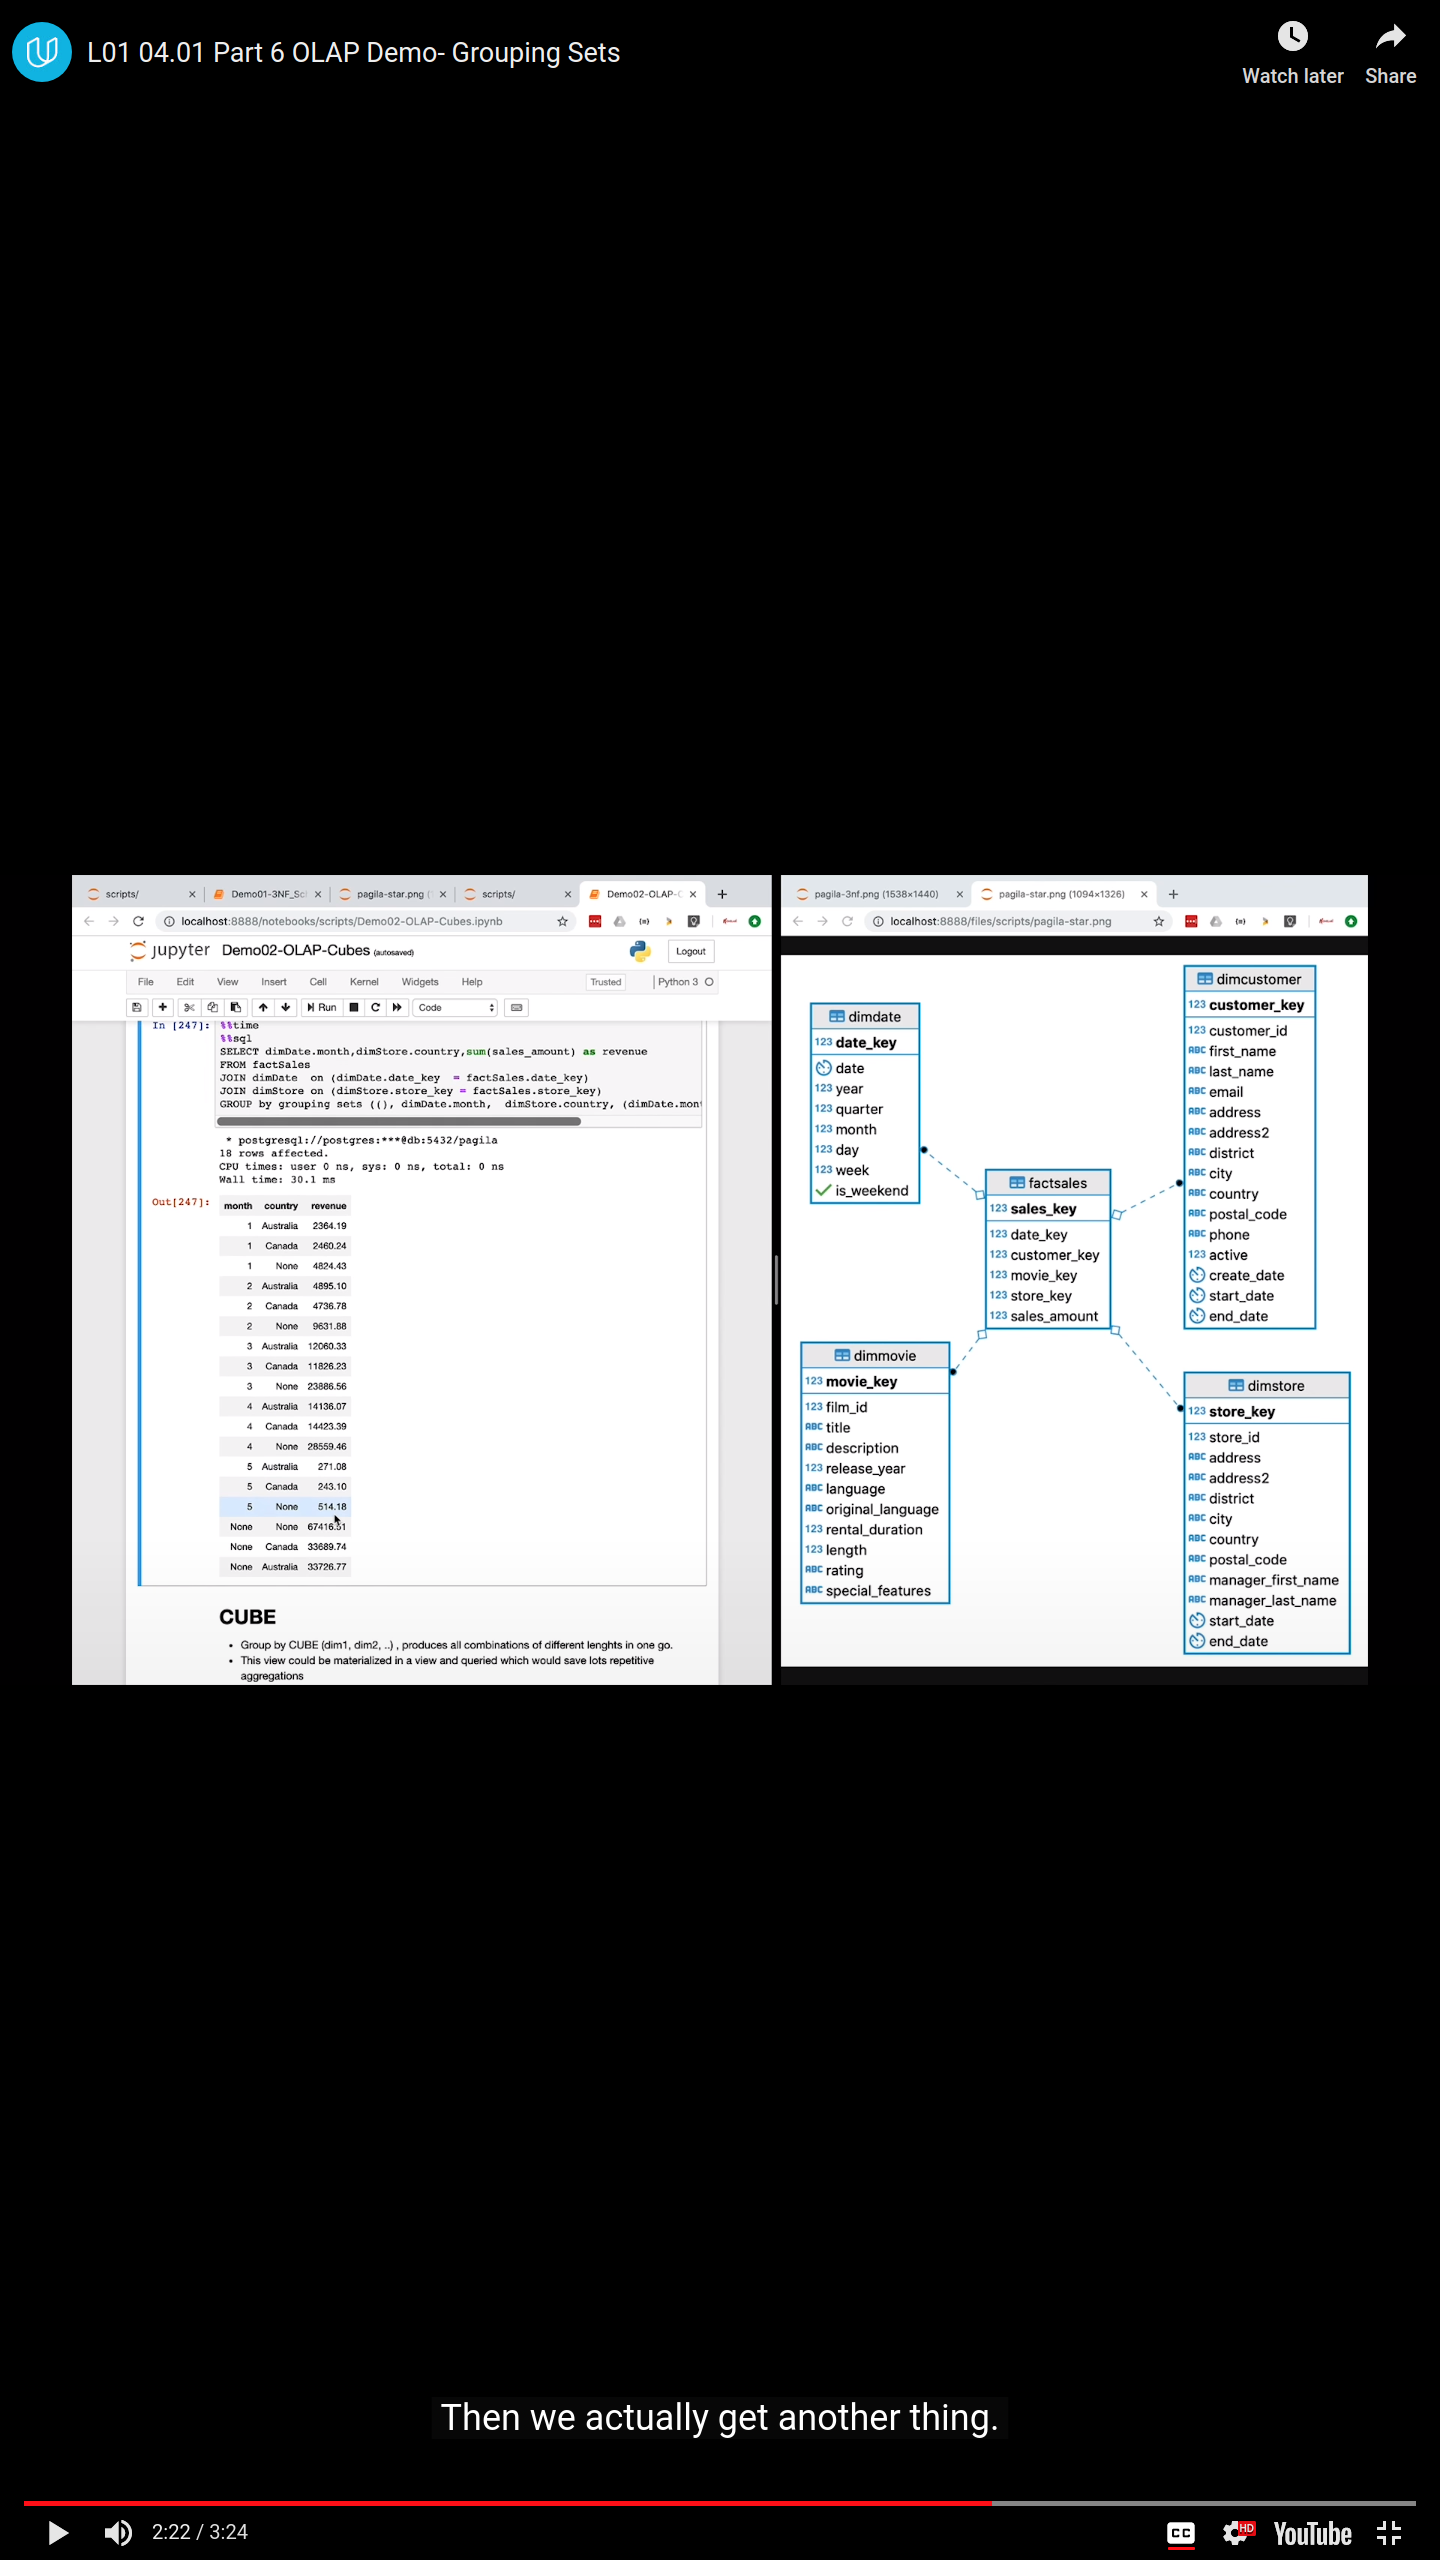 L01 04.01 Part 6 OLAP Demo- Grouping Sets
Watch later
Share
scripts/
Demo01-3NF_Sc
pagila-star.png (
scripts/
Demo02-OLAP-C
localhost:8888/notebooks/scripts/Demo02-OLAP-Cubes.ipynb
jupyter Demo02-OLAP-Cubes (autosaved)
Logout
File Edit View Insert Cell Kernel Widgets Help
Trusted
Python 3
Run
Code
In [247]: %%time
%%sql
SELECT dimDate.month,dimStore.country,sum(sales_amount) as revenue
FROM factSales
JOIN dimDate on (dimDate.date_key = factSales.date_key)
JOIN dimStore on (dimStore.store_key = factSales.store_key)
GROUP by grouping sets ((), dimDate.month, dimStore.country, (dimDate.mont
* postgresql://postgres:***@db:5432/pagila
18 rows affected.
CPU times: user 0 ns, sys: 0 ns, total: 0 ns
Wall time: 30.1 ms
Out[247]:
month country revenue
1 Australia 2364.19
1 Canada 2460.24
1 None 4824.43
2 Australia 4895.10
2 Canada 4736.78
2 None 9631.88
3 Australia 12060.33
3 Canada 11826.23
3 None 23886.56
4 Australia 14136.07
4 Canada 14423.39
4 None 28559.46
5 Australia 271.08
5 Canada 243.10
5 None 514.18
None None 67416.51
None Canada 33689.74
None Australia 33726.77
CUBE
• Group by CUBE (dim1, dim2, ..) , produces all combinations of different lenghts in one go.
• This view could be materialized in a view and queried which would save lots repetitive
aggregations
pagila-3nf.png (1538×1440)
pagila-star.png (1094×1326)
localhost:8888/files/scripts/pagila-star.png
dimdate
123 date_key
date
123 year
123 quarter
123 month
123 day
123 week
is_weekend
factsales
123 sales_key
123 date_key
123 customer_key
123 movie_key
123 store_key
123 sales_amount
dimcustomer
123 customer_key
123 customer_id
ABC first_name
ABC last_name
ABC email
ABC address
ABC address2
ABC district
ABC city
ABC country
ABC postal_code
ABC phone
123 active
create_date
start_date
end_date
dimmovie
123 movie_key
123 film_id
ABC title
ABC description
123 release_year
ABC language
ABC original_language
123 rental_duration
123 length
ABC rating
ABC special_features
dimstore
123 store_key
123 store_id
ABC address
ABC address2
ABC district
ABC city
ABC country
ABC postal_code
ABC manager_first_name
ABC manager_last_name
start_date
end_date
Then we actually get another thing.
2:22 / 3:24
CC
HD
YouTube